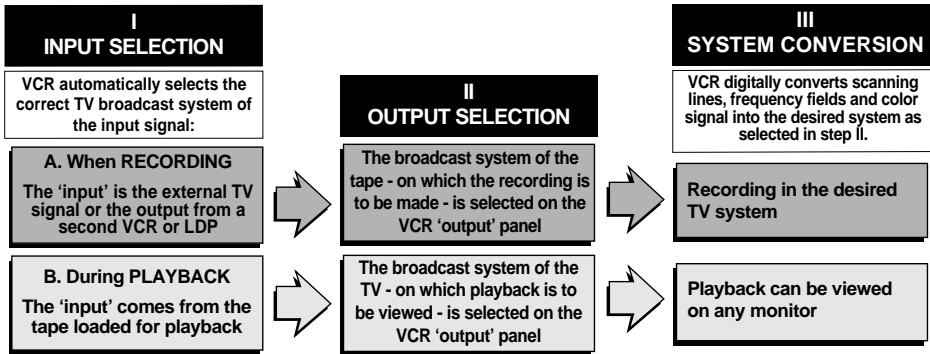 I
INPUT SELECTION
VCR automatically selects the
correct TV broadcast system of
the input signal:
II
OUTPUT SELECTION
III
SYSTEM CONVERSION
VCR digitally converts scanning
lines, frequency fields and color
signal into the desired system as
selected in step II.
A. When RECORDING
The ‘input’ is the external TV
signal or the output from a
second VCR or LDP
The broadcast system of the
tape - on which the recording is
to be made - is selected on the
VCR ‘output’ panel
Recording in the desired
TV system
B. During PLAYBACK
The ‘input’ comes from the
tape loaded for playback
The broadcast system of the
TV - on which playback is to
be viewed - is selected on the
VCR ‘output’ panel
Playback can be viewed
on any monitor